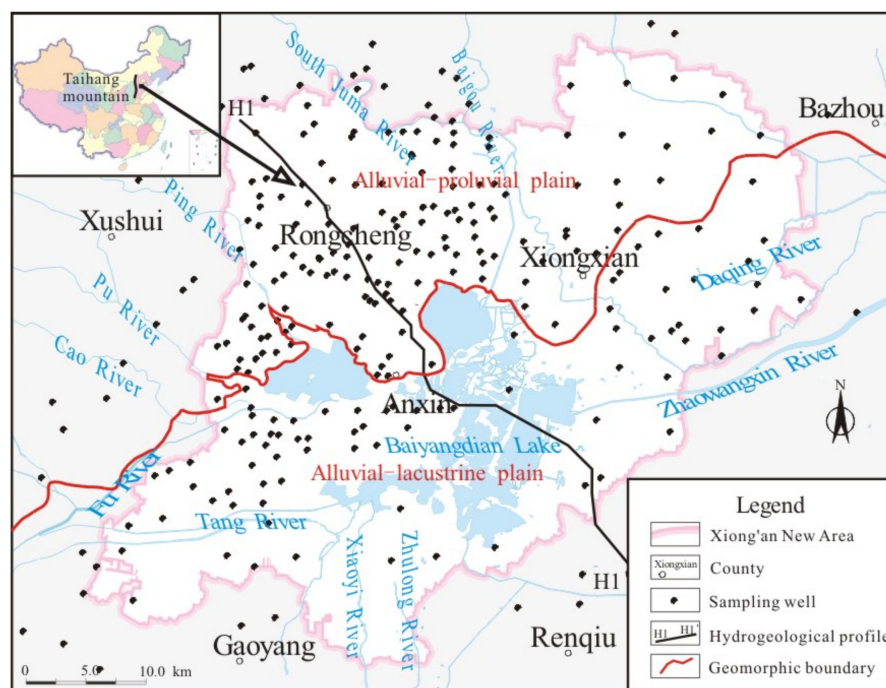 Taihang
mountain
H1
South Juma River
Baigou River
Bazhou
Alluvial-proluvial plain
Ping River
Xushui
Rongcheng
Xiongxian
Daqing River
Pu River
Cao River
Zhaowangxin River
N
Anxin
Baiyangdian Lake
Alluvial-lacustrine plain
Fu River
Tang River
Xiaoyi River
Zhulong River
H1
Gaoyang
Renqiu
0 5.0 10.0 km
Legend
Xiong'an New Area
Xiongxian County
Sampling well
H1 H1' Hydrogeological profile
Geomorphic boundary